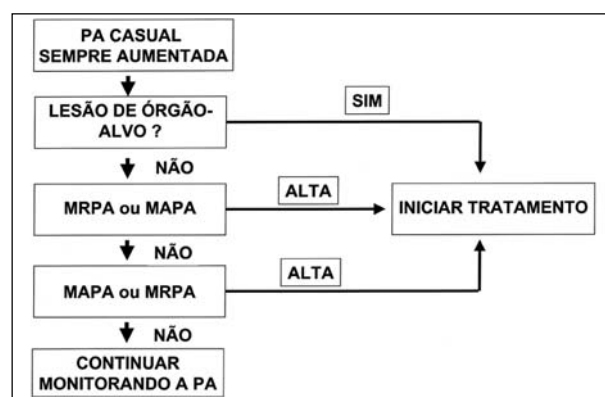 PA CASUAL
SEMPRE AUMENTADA
LESÃO DE ÓRGÃO-
ALVO ?
SIM
NÃO
MRPA ou MAPA
ALTA
INICIAR TRATAMENTO
NÃO
MAPA ou MRPA
ALTA
NÃO
CONTINUAR
MONITORANDO A PA